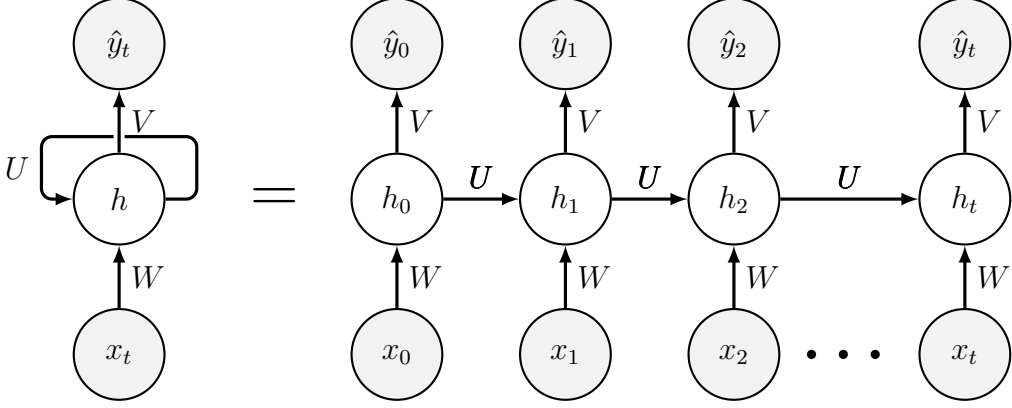 ŷ_t ŷ_0 ŷ_1 ŷ_2 ŷ_t
V V V V V
U U U U
h = h_0 h_1 h_2 h_t
W W W W W
x_t x_0 x_1 x_2 ... x_t